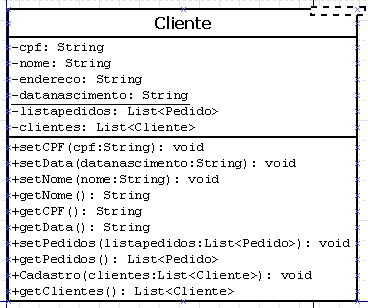 Cliente
-cpf: String
-nome: String
-endereco: String
-datanascimento: String
-listapedidos: List<Pedido>
-clientes: List<Cliente>
+setCPF(cpf:String): void
+setData(datanascimento:String): void
+setNome(nome:String): void
+getNome(): String
+getCPF(): String
+getData(): String
+setPedidos(listapedidos:List<Pedido>): void
+getPedidos(): List<Pedido>
+Cadastro(clientes:List<Cliente>): void
+getClientes(): List<Cliente>